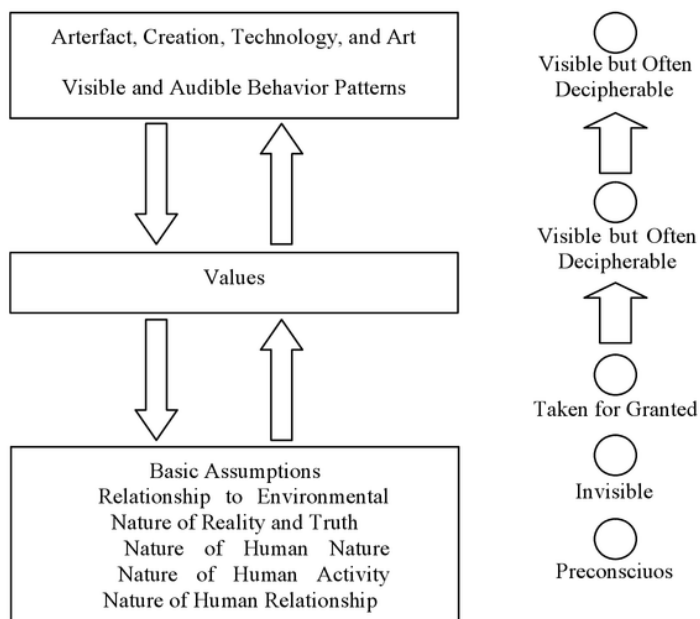 Arterfact, Creation, Technology, and Art
Visible and Audible Behavior Patterns
Values
Basic Assumptions
Relationship to Environmental
Nature of Reality and Truth
Nature of Human Nature
Nature of Human Activity
Nature of Human Relationship
Visible but Often
Decipherable
Visible but Often
Decipherable
Taken for Granted
Invisible
Preconsciuos